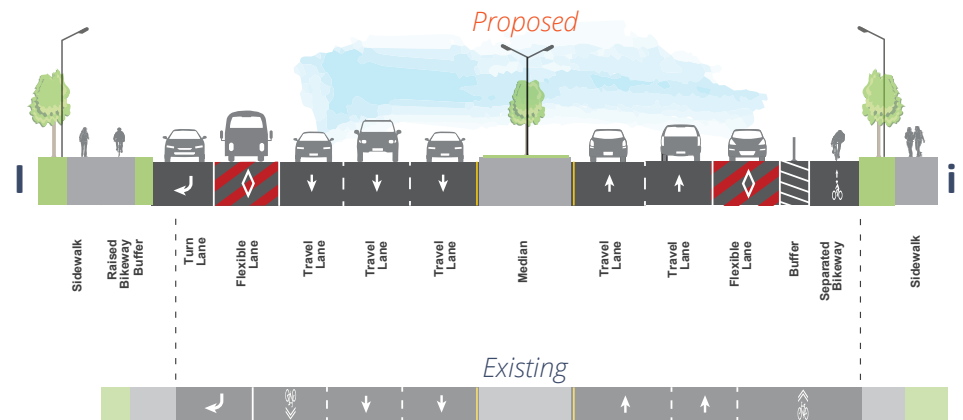 Proposed
I
i
Sidewalk
Raised
Bikeway
Buffer
Turn
Lane
Flexible
Lane
Travel
Lane
Travel
Lane
Travel
Lane
Median
Travel
Lane
Travel
Lane
Flexible
Lane
Buffer
Separated
Bikeway
Sidewalk
Existing